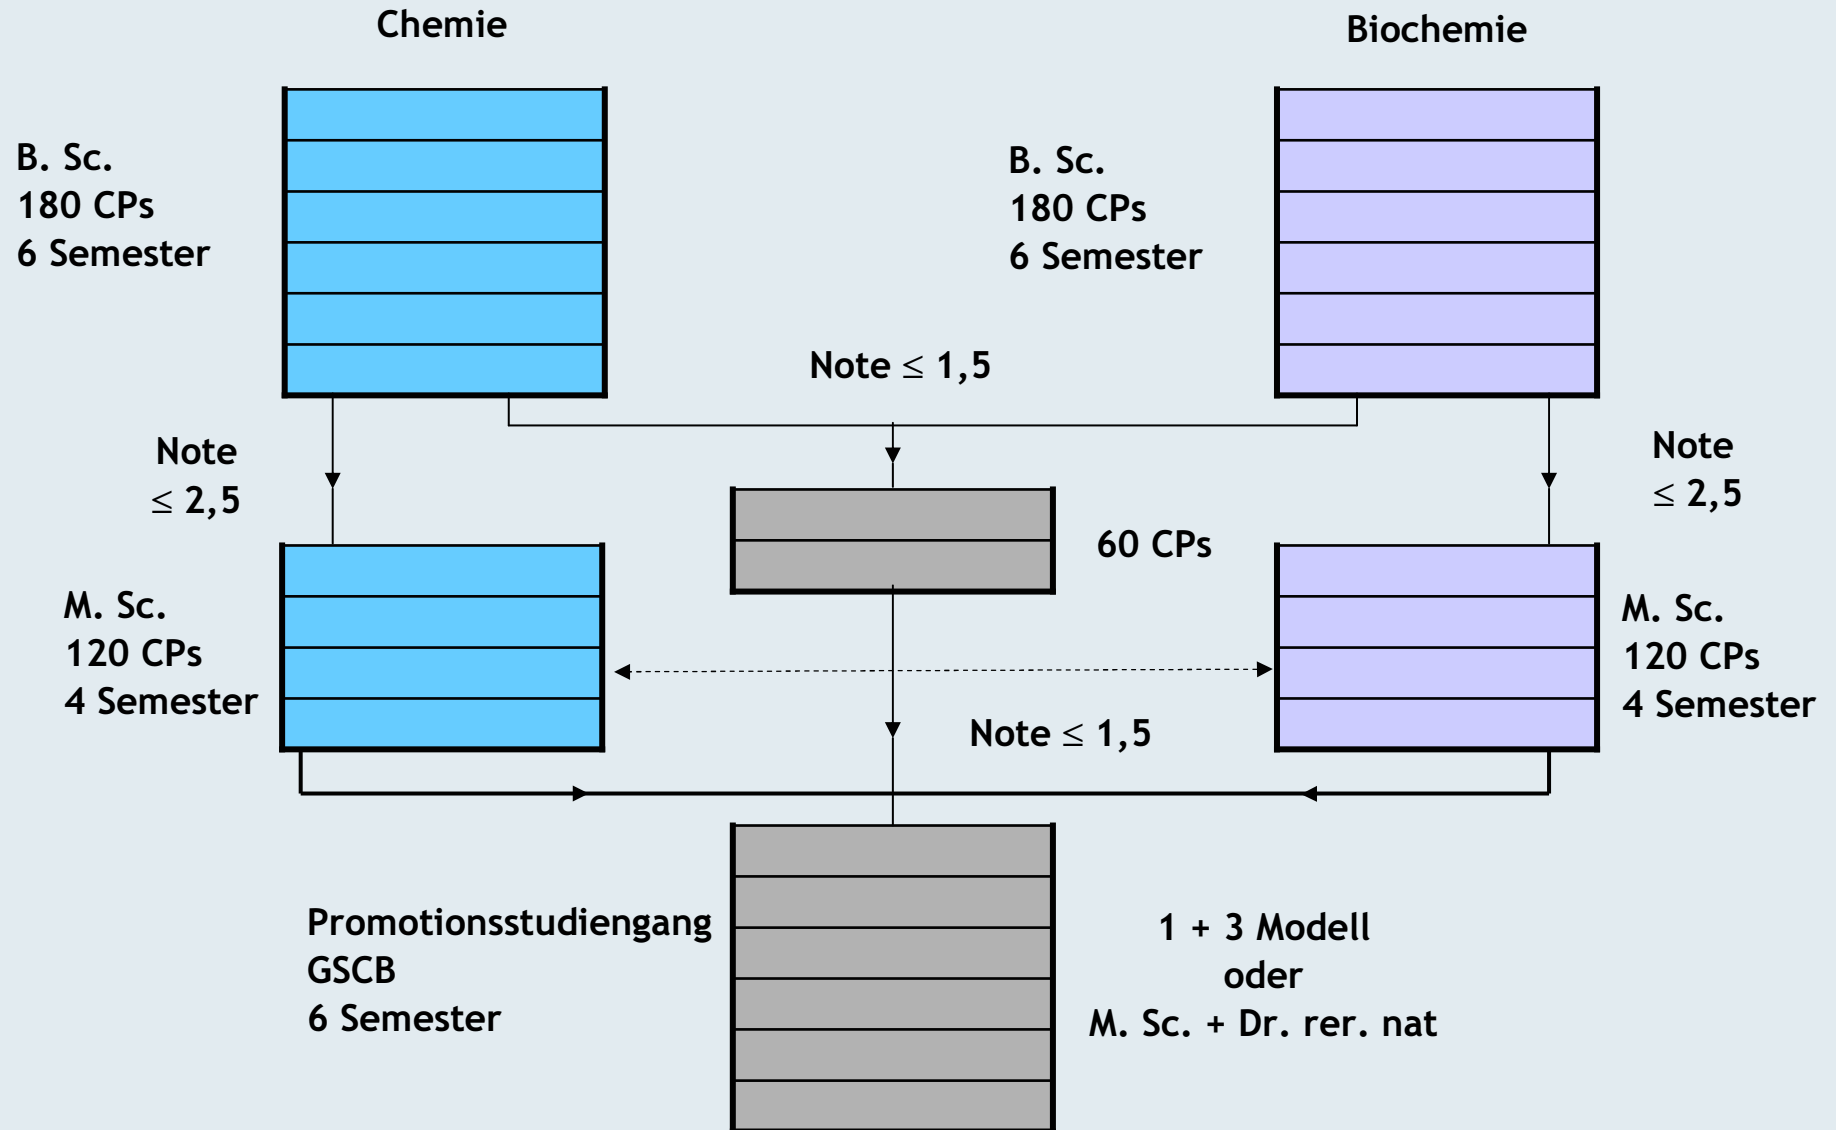 Chemie
Biochemie
B. Sc.
180 CPs
6 Semester
B. Sc.
180 CPs
6 Semester
Note ≤ 1,5
Note
≤ 2,5
Note
≤ 2,5
60 CPs
M. Sc.
120 CPs
4 Semester
M. Sc.
120 CPs
4 Semester
Note ≤ 1,5
Promotionsstudiengang
GSCB
6 Semester
1 + 3 Modell
oder
M. Sc. + Dr. rer. nat